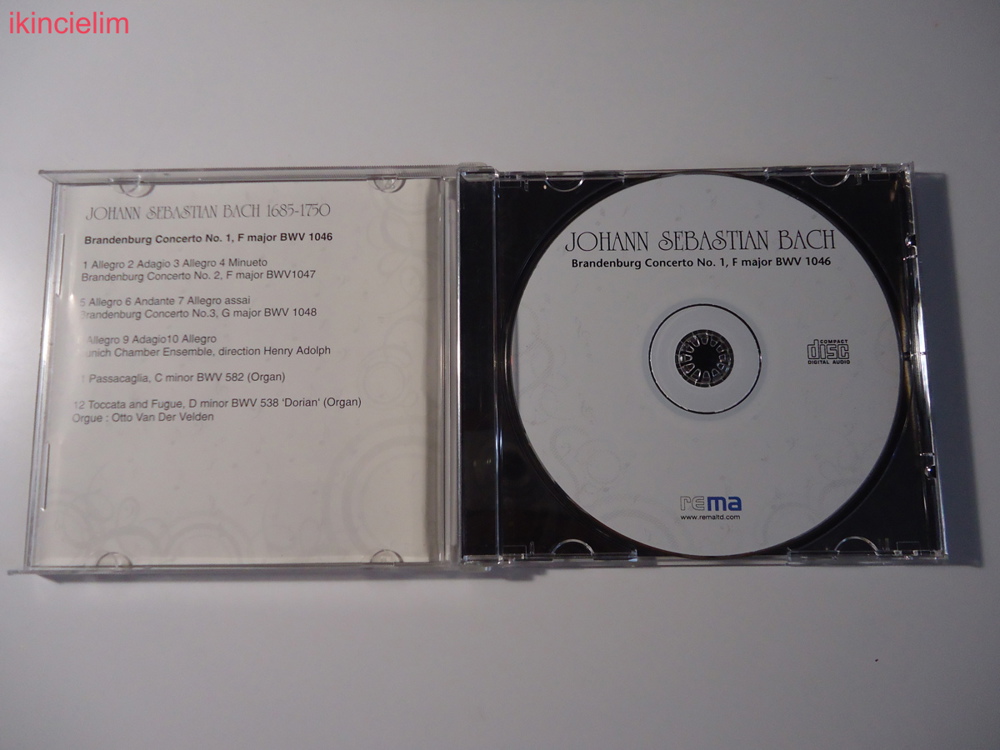 ikincielim
JOHANN SEBASTIAN BACH 1685-1750
Brandenburg Concerto No. 1, F major BWV 1046
1 Allegro 2 Adagio 3 Allegro 4 Minueto
Brandenburg Concerto No. 2, F major BWV1047
5 Allegro 6 Andante 7 Allegro assai
Brandenburg Concerto No.3, G major BWV 1048
Allegro 9 Adagio10 Allegro
Chamber Ensemble, direction Henry Adolph
Passacaglia, C minor BWV 582 (Organ)
12 Toccata and Fugue, D minor BWV 538 'Dorian' (Organ)
Orgue : Otto Van Der Velden
JOHANN SEBASTIAN BACH
Brandenburg Concerto No. 1, F major BWV 1046
COMPACT
disc
DIGITAL AUDIO
rema
www.remaltd.com